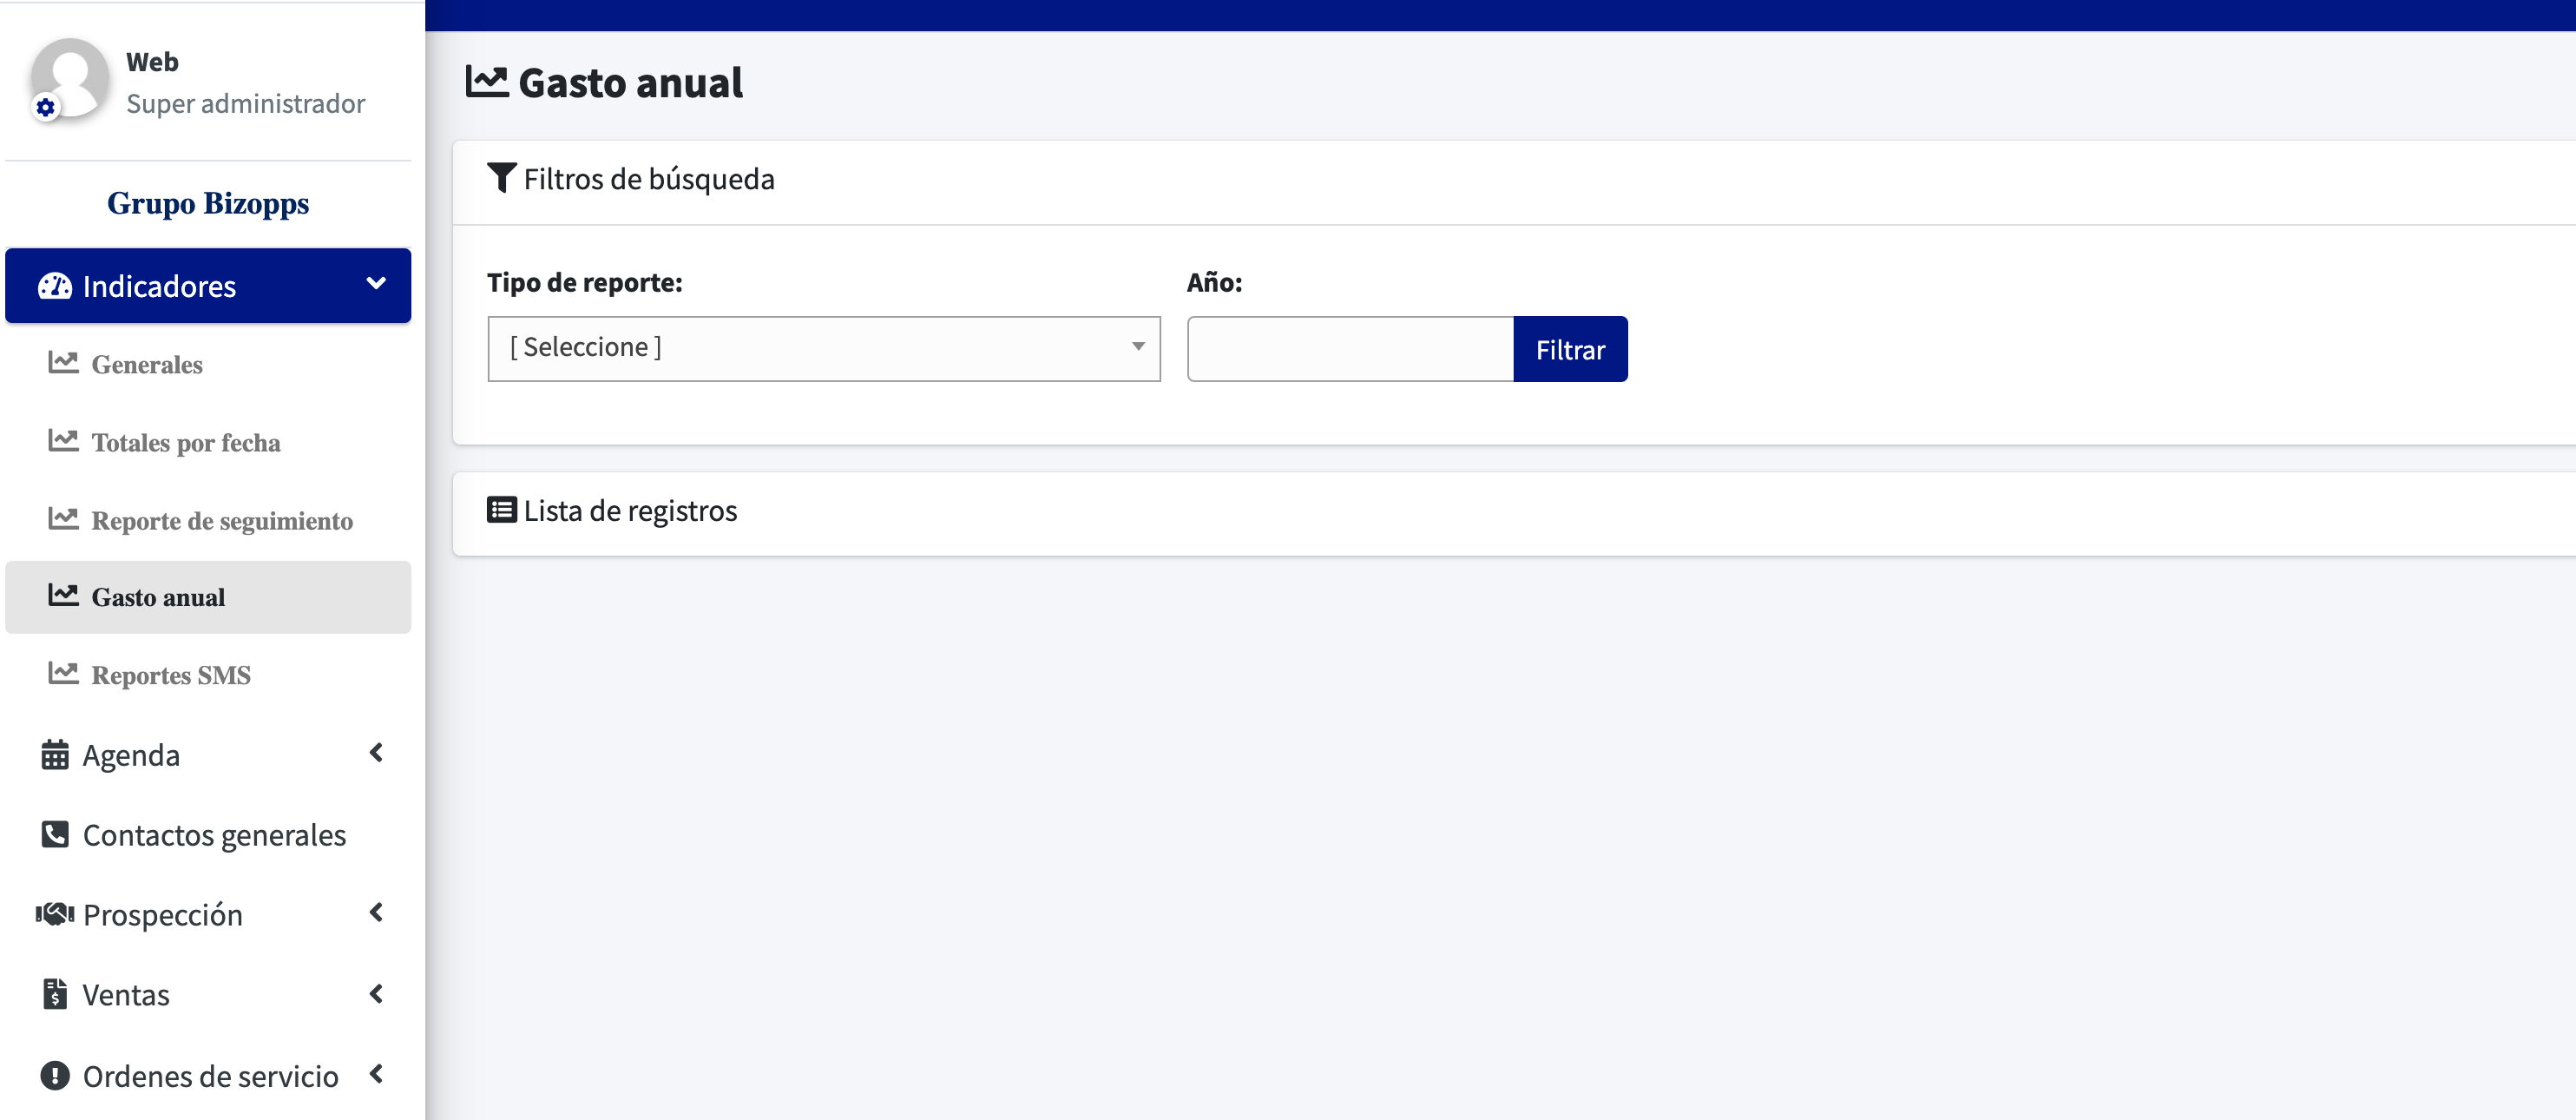 Web
Super administrador
Grupo Bizopps
Indicadores
Generales
Totales por fecha
Reporte de seguimiento
Gasto anual
Reportes SMS
Agenda
Contactos generales
Prospección
Ventas
Ordenes de servicio
Gasto anual
Filtros de búsqueda
Tipo de reporte:
[ Seleccione ]
Año:
Filtrar
Lista de registros